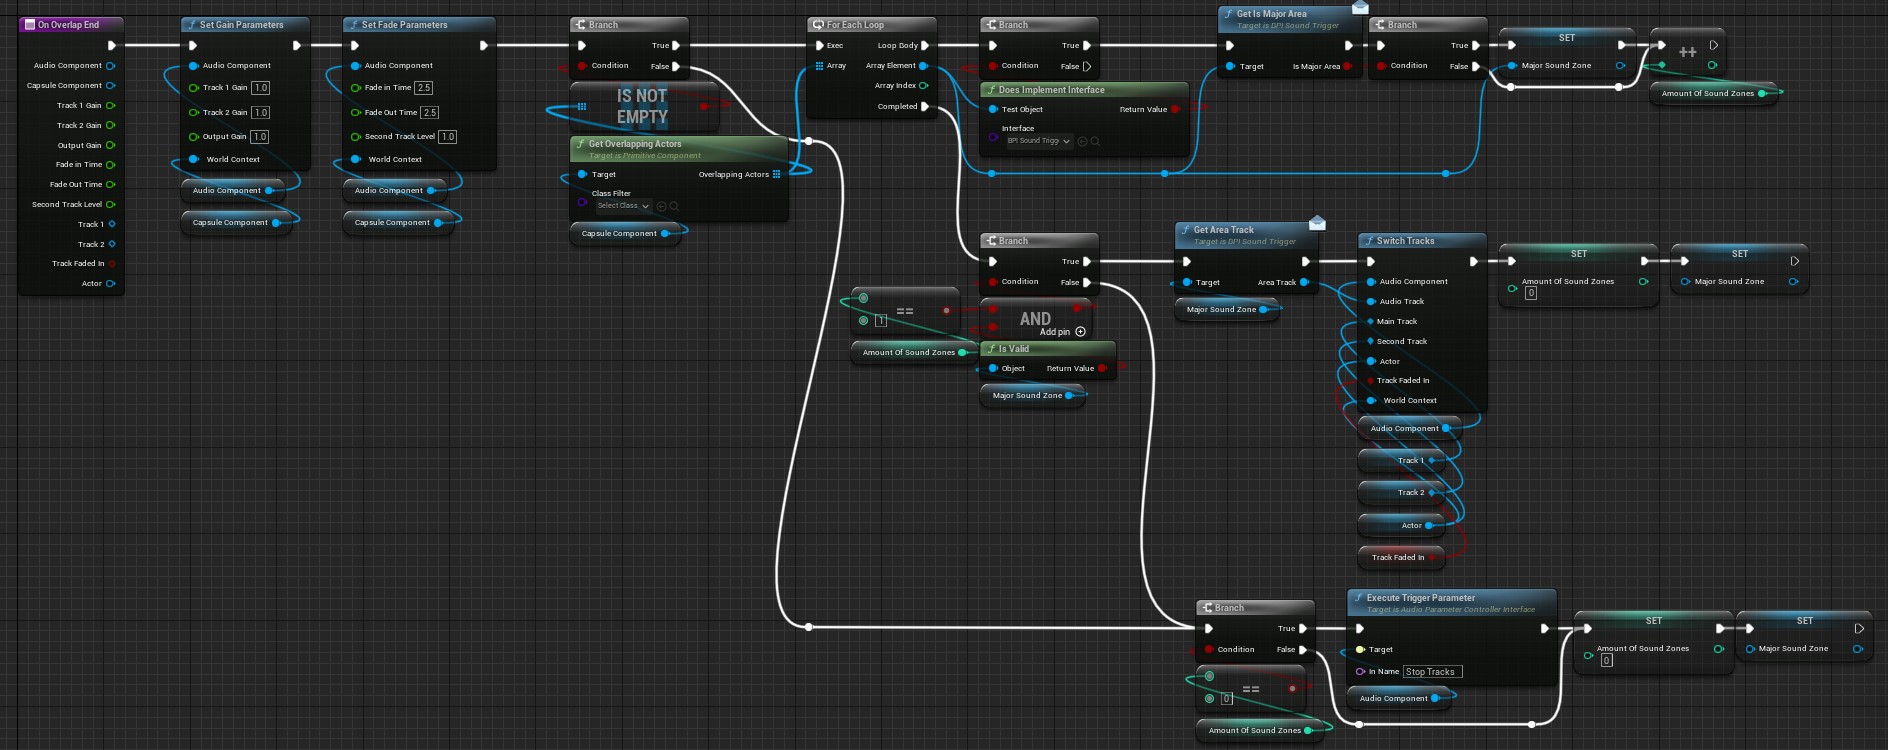 On Overlap End
Audio Component
Capsule Component
Track 1 Gain
Track 2 Gain
Output Gain
Fade in Time
Fade Out Time
Second Track Level
Track 1
Track 2
Track Faded In
Actor
Set Gain Parameters
Audio Component
Track 1 Gain 1.0
Track 2 Gain 1.0
Output Gain 1.0
World Context
Audio Component
Capsule Component
Set Fade Parameters
Audio Component
Fade in Time 2.5
Fade Out Time 2.5
Second Track Level 1.0
World Context
Audio Component
Capsule Component
Branch
True
Condition False
IS NOT
EMPTY
Get Overlapping Actors
Target is Primitive Component
Target Overlapping Actors
Class Filter
Select Class
Capsule Component
For Each Loop
Exec Loop Body
Array Array Element
Array Index
Completed
Branch
True
Condition False
Does Implement Interface
Test Object Return Value
Interface
BPI Sound Trigg
Get Is Major Area
Target is BPI Sound Trigger
Target Is Major Area
Branch
True
Condition False
SET
Major Sound Zone
++
Amount Of Sound Zones
Branch
True
Condition False
==
1
Amount Of Sound Zones
AND
Add pin
Is Valid
Object Return Value
Major Sound Zone
Get Area Track
Target is BPI Sound Trigger
Target Area Track
Major Sound Zone
Switch Tracks
Audio Component
Audio Track
Main Track
Second Track
Actor
Track Faded In
World Context
Audio Component
Track 1
Track 2
Actor
Track Faded In
SET
Amount Of Sound Zones
0
SET
Major Sound Zone
Branch
True
Condition False
==
0
Amount Of Sound Zones
Execute Trigger Parameter
Target is Audio Parameter Controller Interface
Target
In Name Stop Tracks
Audio Component
SET
Amount Of Sound Zones
0
SET
Major Sound Zone